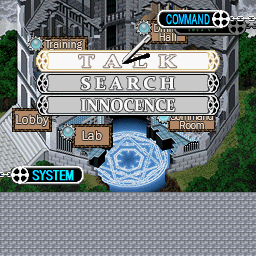 COMMAND
Hall
Training
TALK
SEARCH
INNOCENCE
Lobby
Command
Room
Lab
SYSTEM